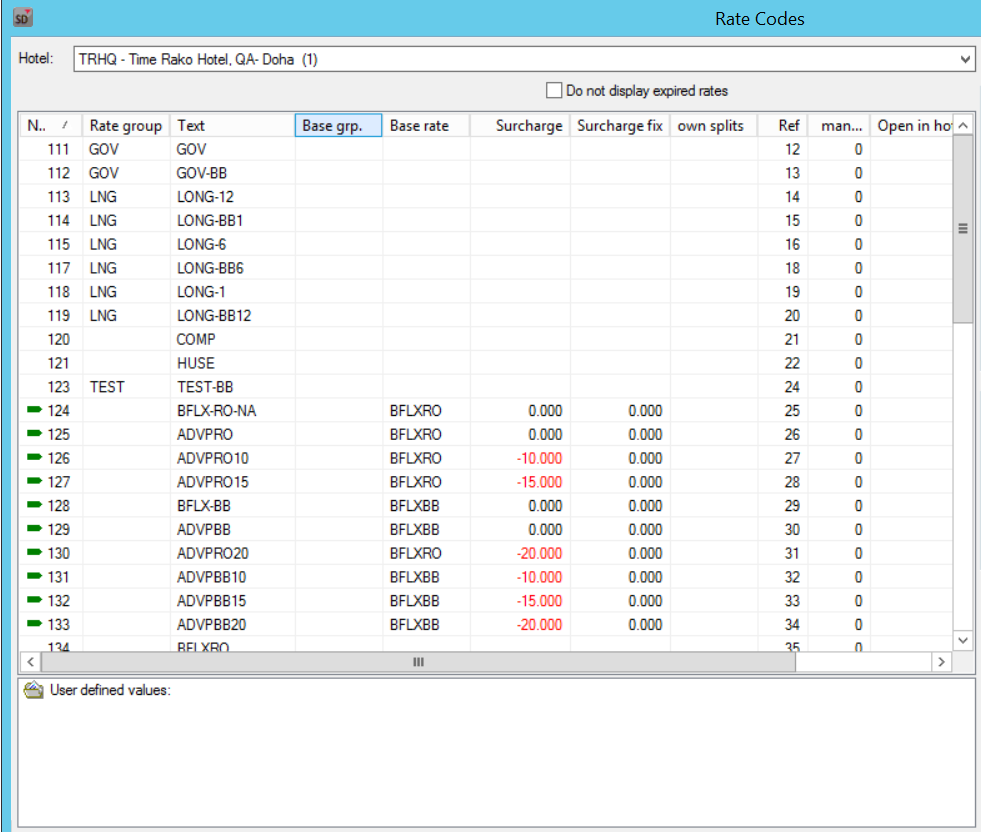 SD Rate Codes
Hotel: TRHQ - Time Rako Hotel, QA- Doha (1)
Do not display expired rates
N.. Rate group Text Base grp. Base rate Surcharge Surcharge fix own splits Ref man... Open in ho
111 GOV GOV 12 0
112 GOV GOV-BB 13 0
113 LNG LONG-12 14 0
114 LNG LONG-BB1 15 0
115 LNG LONG-6 16 0
117 LNG LONG-BB6 18 0
118 LNG LONG-1 19 0
119 LNG LONG-BB12 20 0
120 COMP 21 0
121 HUSE 22 0
123 TEST TEST-BB 24 0
124 BFLX-RO-NA BFLXRO 0.000 0.000 25 0
125 ADVPRO BFLXRO 0.000 0.000 26 0
126 ADVPRO10 BFLXRO -10.000 0.000 27 0
127 ADVPRO15 BFLXRO -15.000 0.000 28 0
128 BFLX-BB BFLXBB 0.000 0.000 29 0
129 ADVPBB BFLXBB 0.000 0.000 30 0
130 ADVPRO20 BFLXRO -20.000 0.000 31 0
131 ADVPBB10 BFLXBB -10.000 0.000 32 0
132 ADVPBB15 BFLXBB -15.000 0.000 33 0
133 ADVPBB20 BFLXBB -20.000 0.000 34 0
134 BFLXRO 35 0
User defined values: